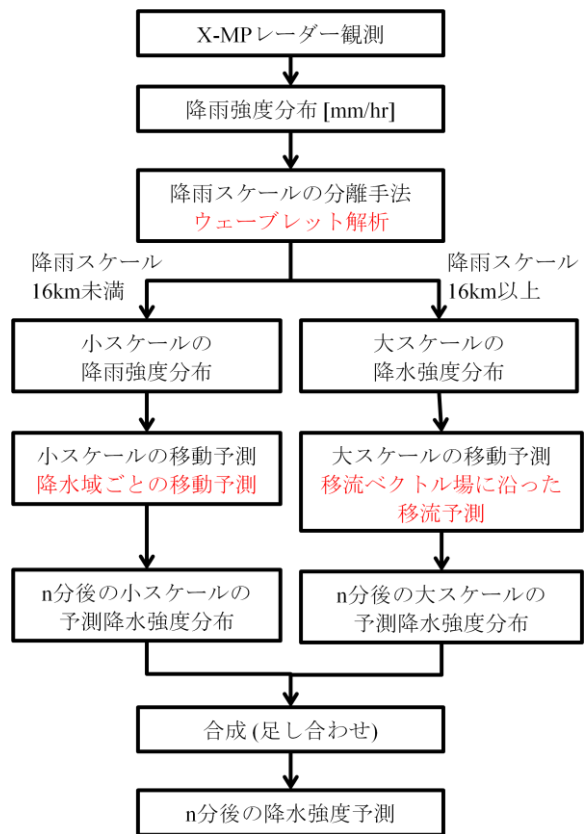 X-MPレーダー観測
降雨強度分布 [mm/hr]
降雨スケールの分離手法
ウェーブレット解析
降雨スケール
16km未満
降雨スケール
16km以上
小スケールの
降雨強度分布
大スケールの
降水強度分布
小スケールの移動予測
降水域ごとの移動予測
大スケールの移動予測
移流ベクトル場に沿った
移流予測
n分後の小スケールの
予測降水強度分布
n分後の大スケールの
予測降水強度分布
合成 (足し合わせ)
n分後の降水強度予測